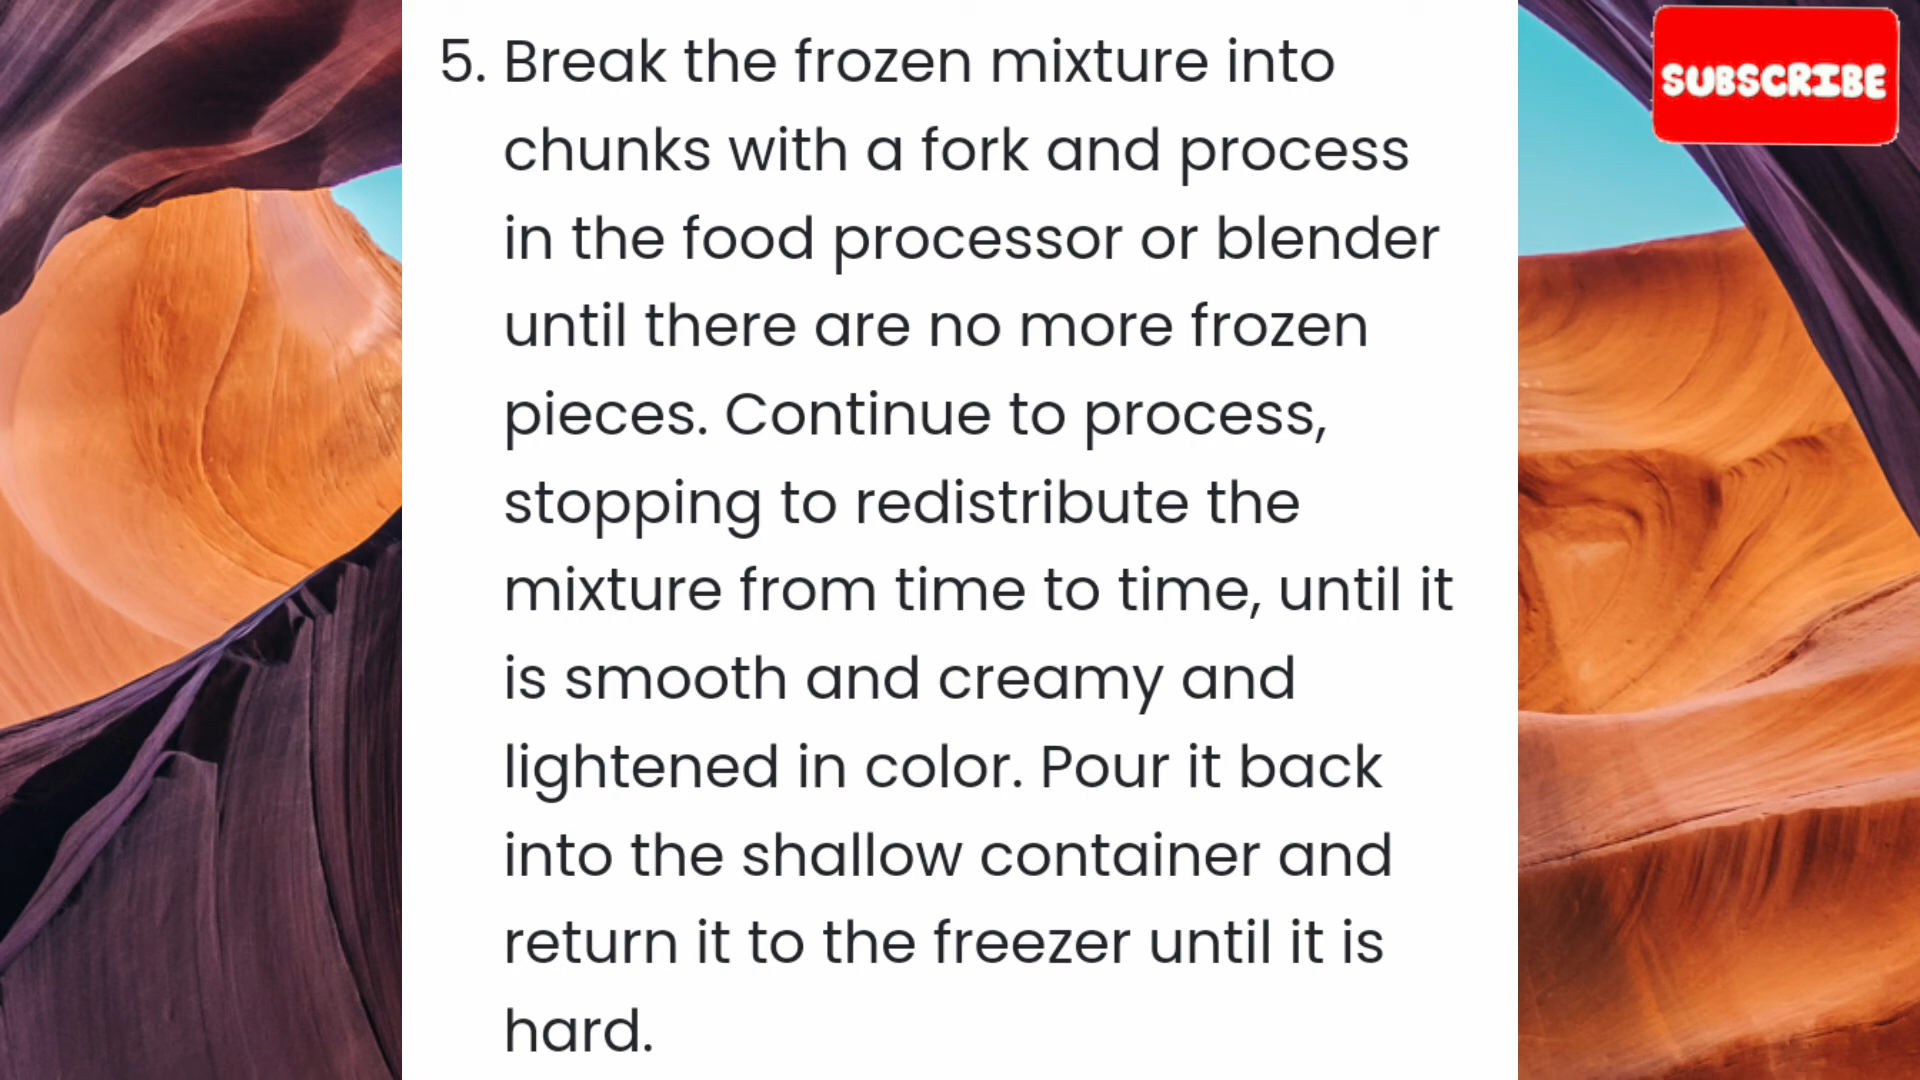 5. Break the frozen mixture into
chunks with a fork and process
in the food processor or blender
until there are no more frozen
pieces. Continue to process,
stopping to redistribute the
mixture from time to time, until it
is smooth and creamy and
lightened in color. Pour it back
into the shallow container and
return it to the freezer until it is
hard.
SUBSCRIBE